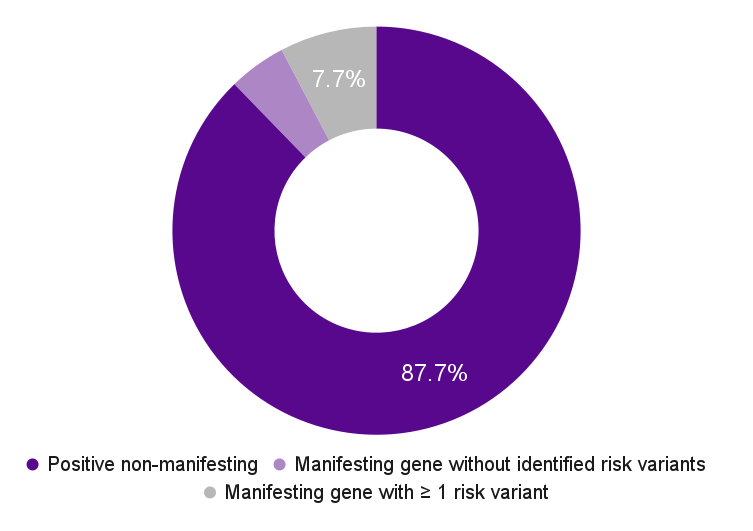 7.7%
87.7%
Positive non-manifesting Manifesting gene without identified risk variants
Manifesting gene with ≥ 1 risk variant